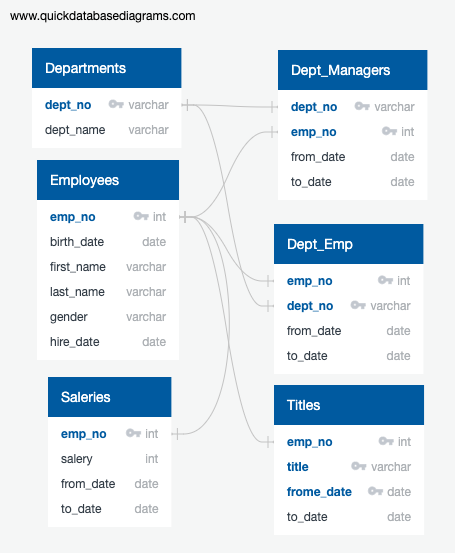 www.quickdatabasediagrams.com
Departments
dept_no varchar
dept_name varchar
Employees
emp_no int
birth_date date
first_name varchar
last_name varchar
gender varchar
hire_date date
Saleries
emp_no int
salery int
from_date date
to_date date
Dept_Managers
dept_no varchar
emp_no int
from_date date
to_date date
Dept_Emp
emp_no int
dept_no varchar
from_date date
to_date date
Titles
emp_no int
title varchar
frome_date date
to_date date